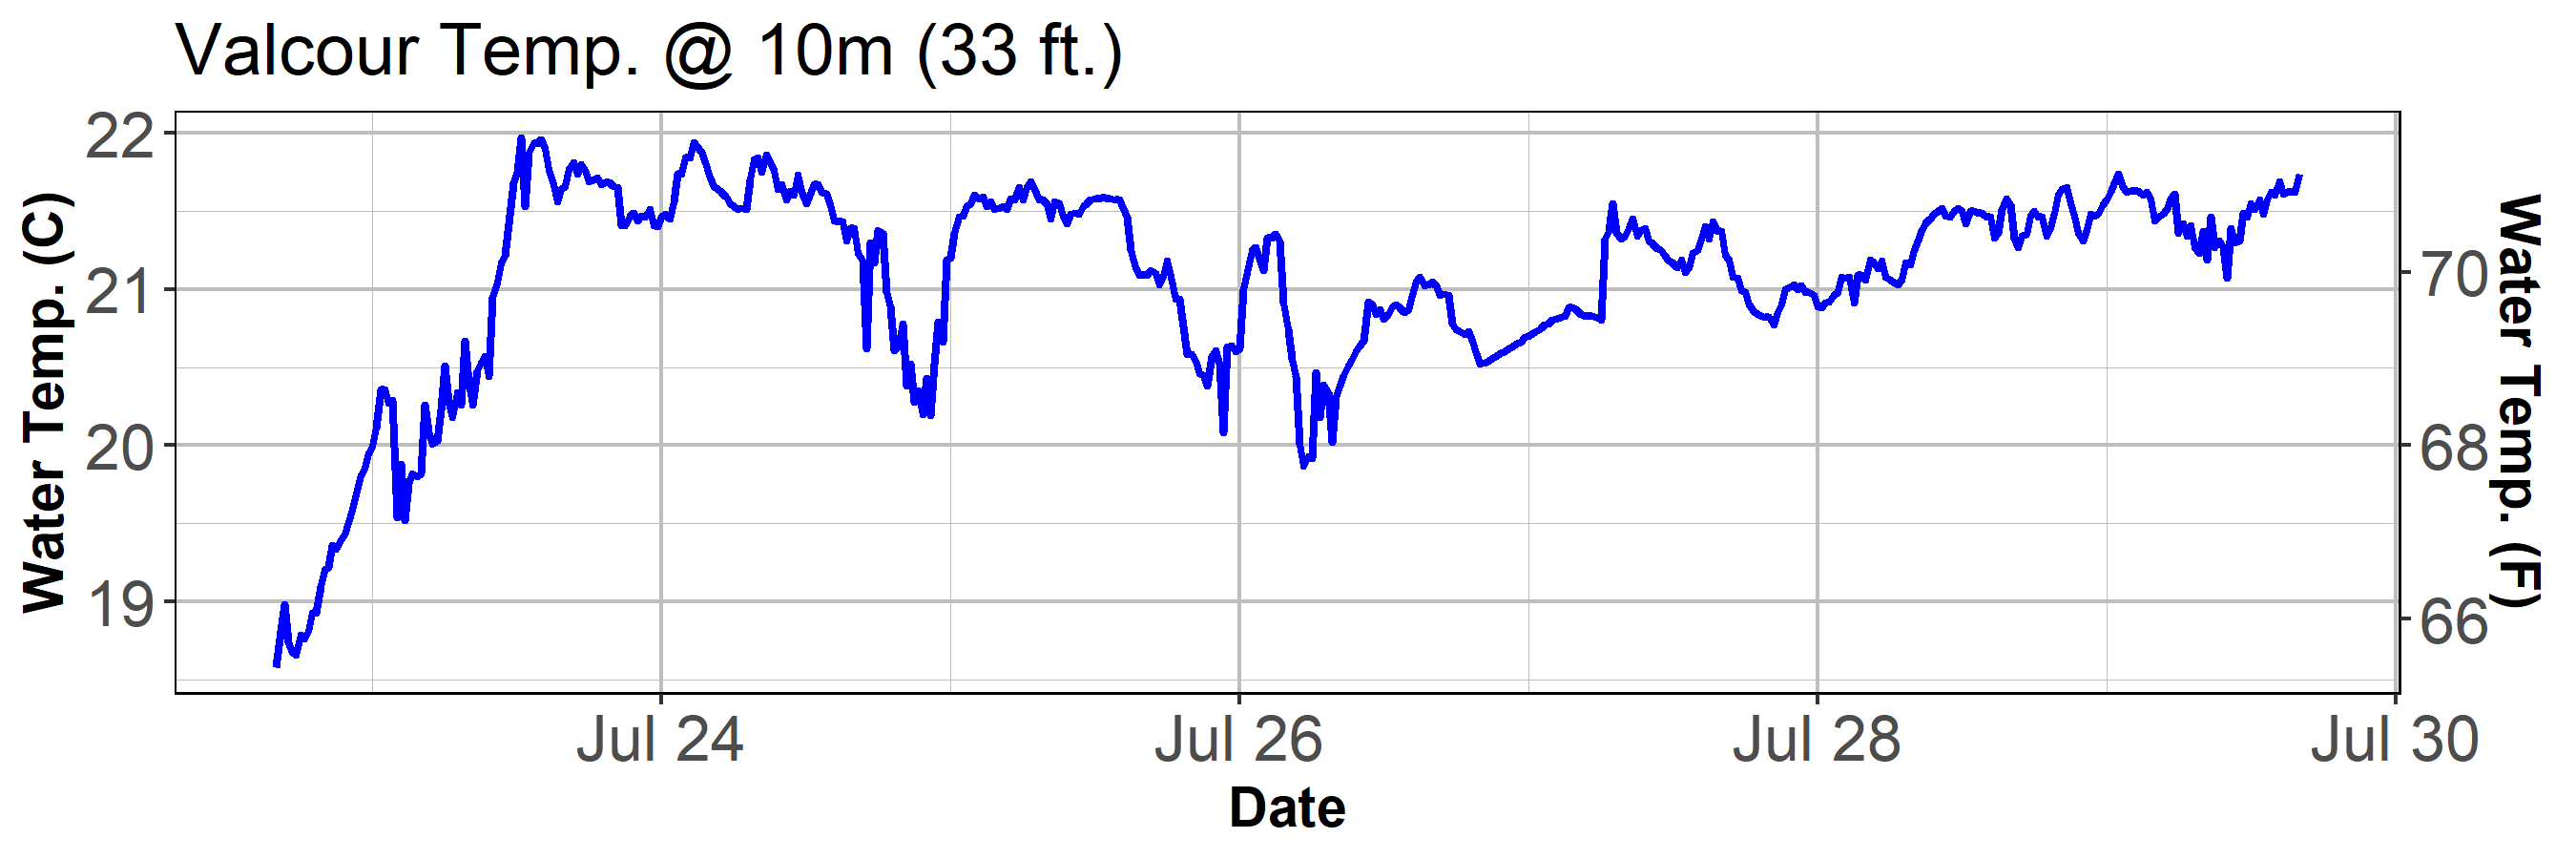 Valcour Temp. @ 10m (33 ft.)
Water Temp. (C)
22
21
20
19
70
68
66
Water Temp. (F)
Jul 24
Jul 26
Jul 28
Jul 30
Date